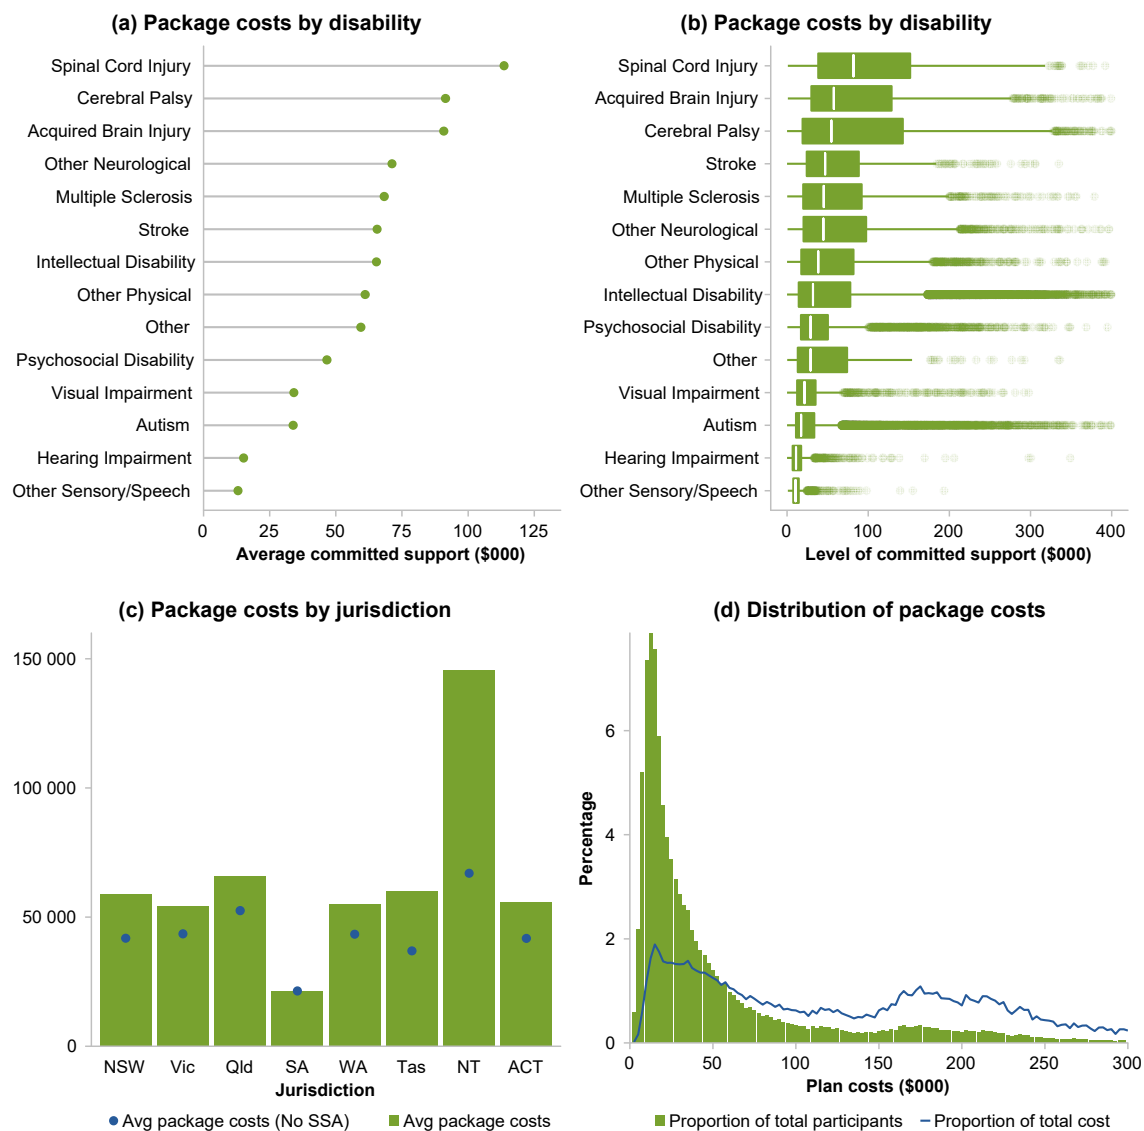 (a) Package costs by disability
Spinal Cord Injury
Cerebral Palsy
Acquired Brain Injury
Other Neurological
Multiple Sclerosis
Stroke
Intellectual Disability
Other Physical
Other
Psychosocial Disability
Visual Impairment
Autism
Hearing Impairment
Other Sensory/Speech
0 25 50 75 100 125
Average committed support ($000)
(b) Package costs by disability
Spinal Cord Injury
Acquired Brain Injury
Cerebral Palsy
Stroke
Multiple Sclerosis
Other Neurological
Other Physical
Intellectual Disability
Psychosocial Disability
Other
Visual Impairment
Autism
Hearing Impairment
Other Sensory/Speech
0 100 200 300 400
Level of committed support ($000)
(c) Package costs by jurisdiction
150 000
100 000
50 000
0
NSW Vic Qld SA WA Tas NT ACT
Jurisdiction
Avg package costs (No SSA) Avg package costs
(d) Distribution of package costs
Percentage
6
4
2
0
0 50 100 150 200 250 300
Plan costs ($000)
Proportion of total participants Proportion of total cost